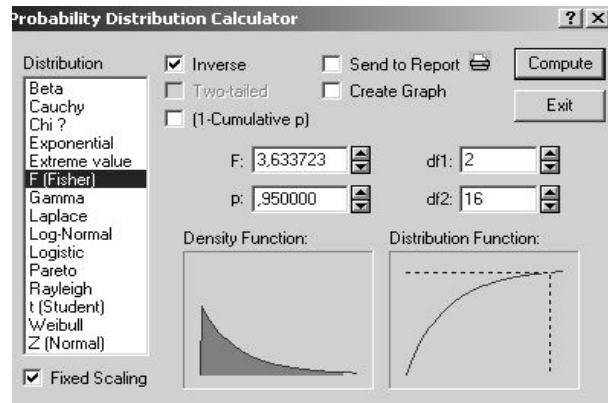 Probability Distribution Calculator
? X
Distribution
Beta
Cauchy
Chi ?
Exponential
Extreme value
F (Fisher)
Gamma
Laplace
Log-Normal
Logistic
Pareto
Rayleigh
t (Student)
Weibull
Z (Normal)
Fixed Scaling
Inverse
Two-tailed
(1-Cumulative p)
Send to Report
Create Graph
Compute
Exit
F: 3,633723
df1: 2
p: ,950000
df2: 16
Density Function:
Distribution Function: